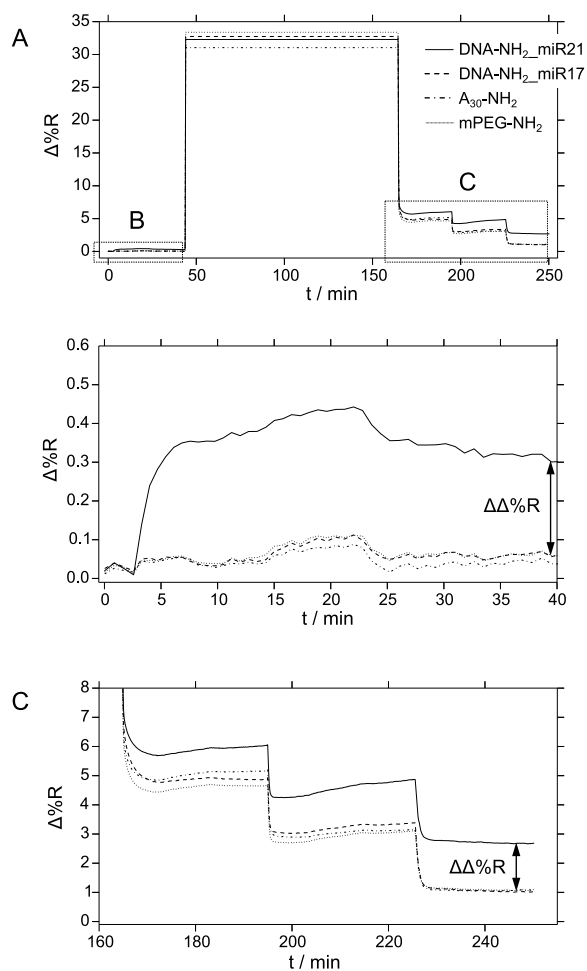 A
35
30
25
20
15
10
5
0
Δ%R
DNA-NH₂_miR21
DNA-NH₂_miR17
A₃₀-NH₂
mPEG-NH₂
B
C
0 50 100 150 200 250
t / min
0.6
0.5
0.4
0.3
0.2
0.1
0.0
Δ%R
ΔΔ%R
0 5 10 15 20 25 30 35 40
t / min
C
8
7
6
5
4
3
2
1
0
Δ%R
ΔΔ%R
160 180 200 220 240
t / min